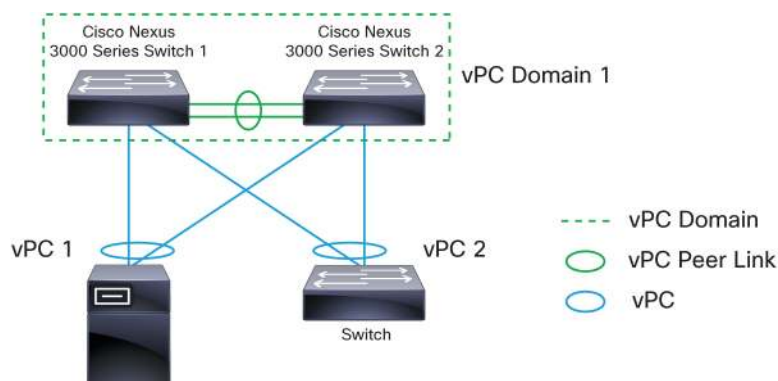 Cisco Nexus
3000 Series Switch 1
Cisco Nexus
3000 Series Switch 2
vPC Domain 1
vPC 1
vPC 2
Switch
vPC Domain
vPC Peer Link
vPC